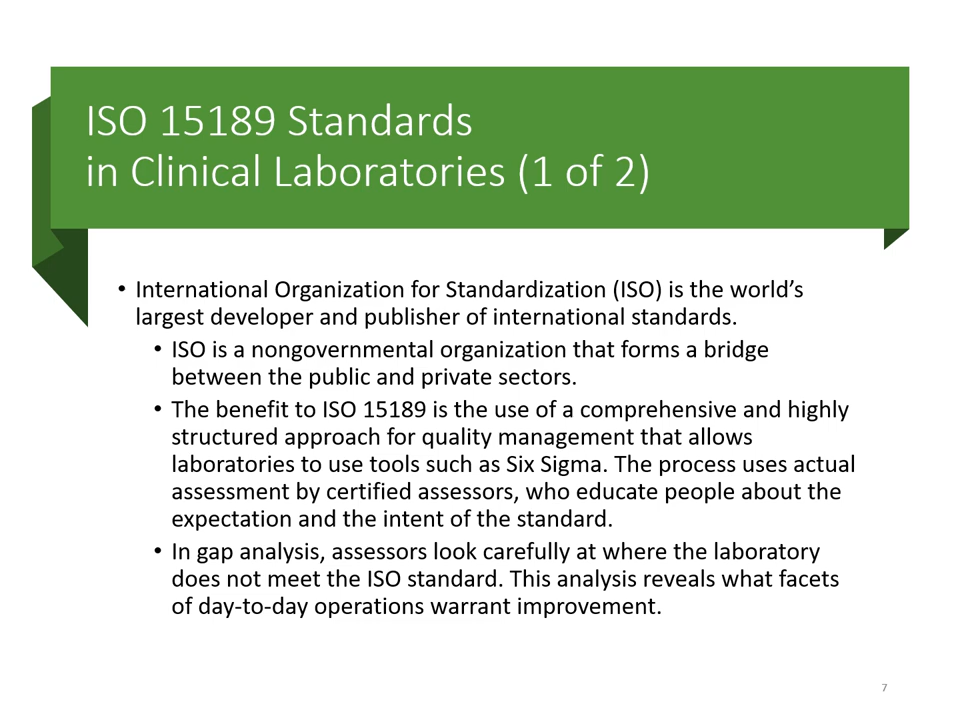 ISO 15189 Standards
in Clinical Laboratories (1 of 2)
• International Organization for Standardization (ISO) is the world’s
largest developer and publisher of international standards.
• ISO is a nongovernmental organization that forms a bridge
between the public and private sectors.
• The benefit to ISO 15189 is the use of a comprehensive and highly
structured approach for quality management that allows
laboratories to use tools such as Six Sigma. The process uses actual
assessment by certified assessors, who educate people about the
expectation and the intent of the standard.
• In gap analysis, assessors look carefully at where the laboratory
does not meet the ISO standard. This analysis reveals what facets
of day-to-day operations warrant improvement.
7